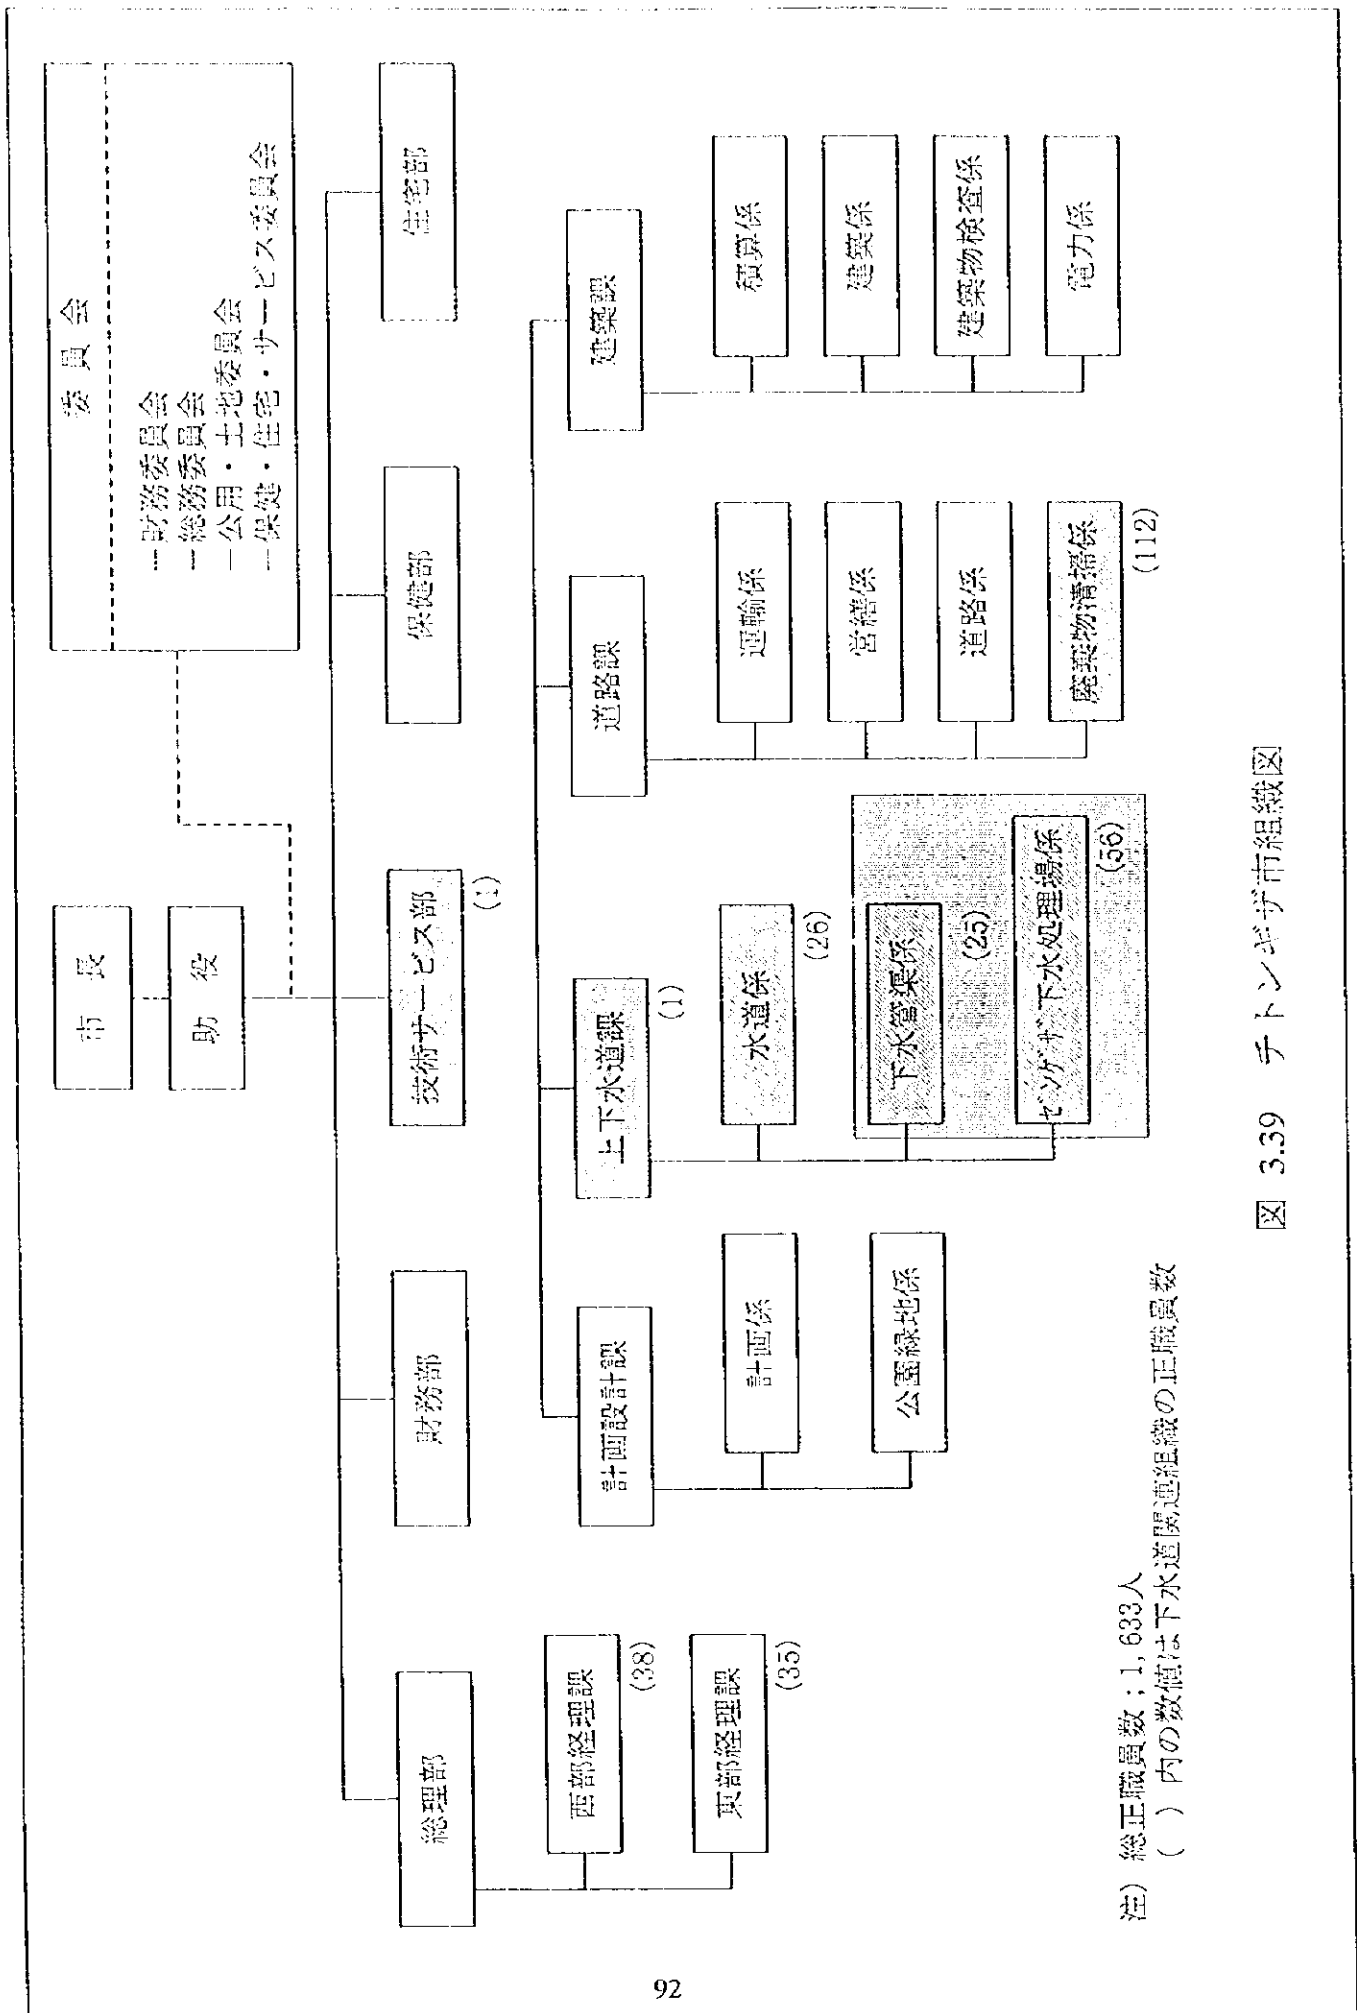 市 長
助 役
委 員 会
財務委員会
総務委員会
公用・土地委員会
保健・住宅・サービス委員会
総理部
財務部
技術サービス部
(1)
保健部
住宅部
西部経理課
(38)
東部経理課
(35)
計画設計課
計画係
公園緑地係
上下水道課
(1)
水道係
(26)
下水管渠係
(25)
ゼンゲザ下水処理場係
(56)
道路課
運輸係
営繕係
道路係
廃棄物清掃係
(112)
建築課
積算係
建築係
建築物検査係
電力係
注) 総正職員数;1,633人
( ) 内の数値は下水道関連組織の正職員数
図 3.39 チトンギザ市組織図
92